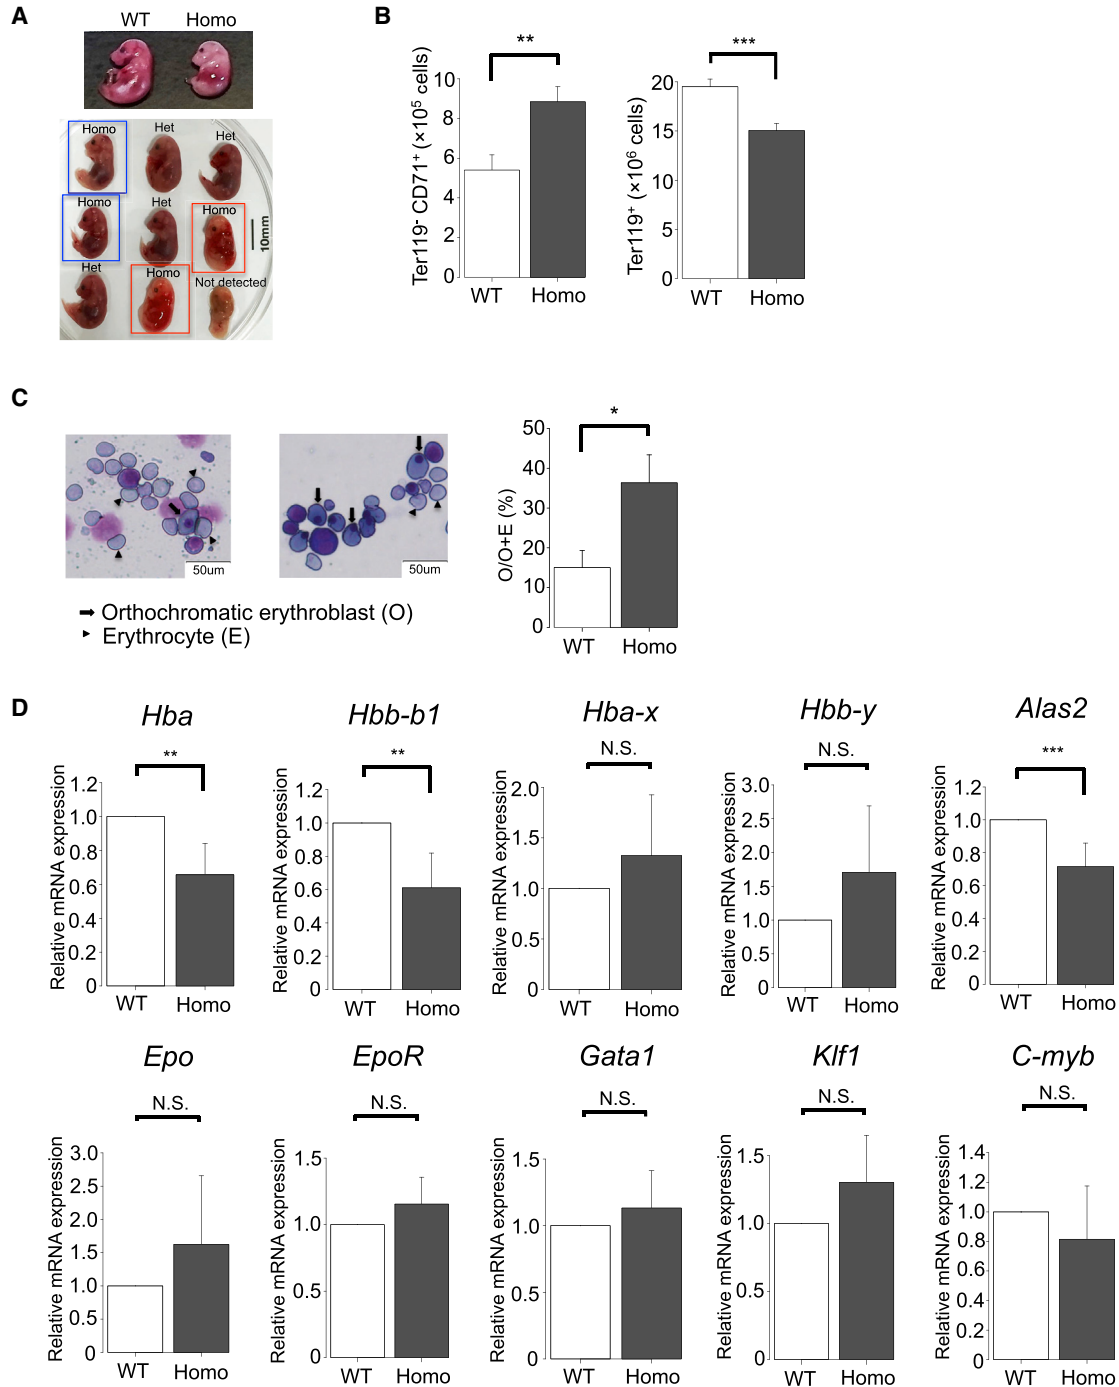 A
WT Homo
Homo Het Het
Homo Het Homo
10mm
Het Homo Not detected
B
**
Ter119- CD71+ (×10⁵ cells)
10
8
6
4
2
0
WT Homo
***
Ter119+ (×10⁶ cells)
20
15
10
5
0
WT Homo
C
50um
50um
Orthochromatic erythroblast (O)
Erythrocyte (E)
*
O/O+E (%)
50
40
30
20
10
0
WT Homo
D
Hba
**
Relative mRNA expression
1.2
1.0
0.8
0.6
0.4
0.2
0
WT Homo
Hbb-b1
**
Relative mRNA expression
1.2
1.0
0.8
0.6
0.4
0.2
0
WT Homo
Hba-x
N.S.
Relative mRNA expression
2.0
1.5
1.0
0.5
0
WT Homo
Hbb-y
N.S.
Relative mRNA expression
3.0
2.5
2.0
1.5
1.0
0.5
0
WT Homo
Alas2
***
Relative mRNA expression
1.2
1.0
0.8
0.6
0.4
0.2
0
WT Homo
Epo
N.S.
Relative mRNA expression
3.0
2.5
2.0
1.5
1.0
0.5
0
WT Homo
EpoR
N.S.
Relative mRNA expression
1.5
1.0
0.5
0
WT Homo
Gata1
N.S.
Relative mRNA expression
1.5
1.0
0.5
0
WT Homo
Klf1
N.S.
Relative mRNA expression
1.5
1.0
0.5
0
WT Homo
C-myb
N.S.
Relative mRNA expression
1.4
1.2
1.0
0.8
0.6
0.4
0.2
0
WT Homo